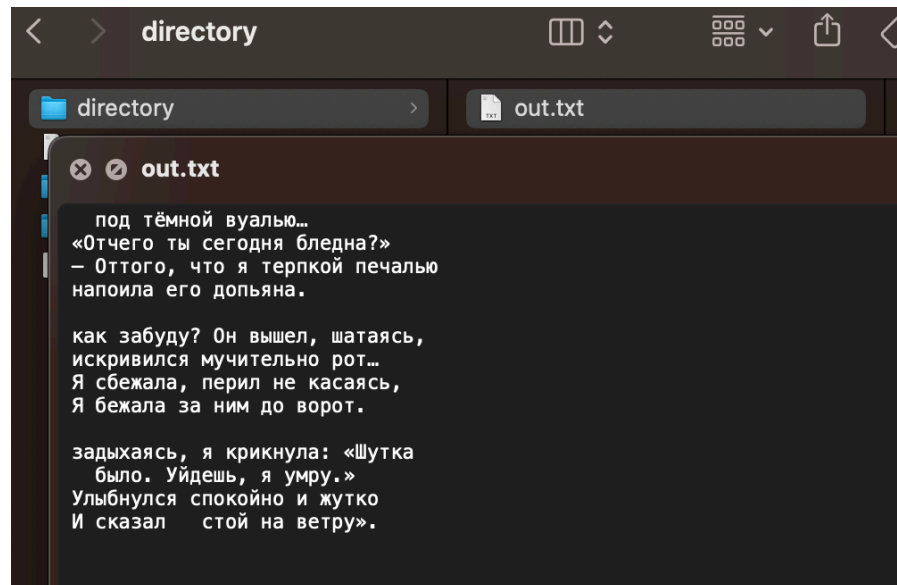 directory
directory
out.txt
out.txt
под тёмной вуалью…
«Отчего ты сегодня бледна?»
— Оттого, что я терпкой печалью
напоила его допьяна.
как забуду? Он вышел, шатаясь,
искривился мучительно рот…
Я сбежала, перил не касаясь,
Я бежала за ним до ворот.
задыхаясь, я крикнула: «Шутка
было. Уйдешь, я умру.»
Улыбнулся спокойно и жутко
И сказал стой на ветру».